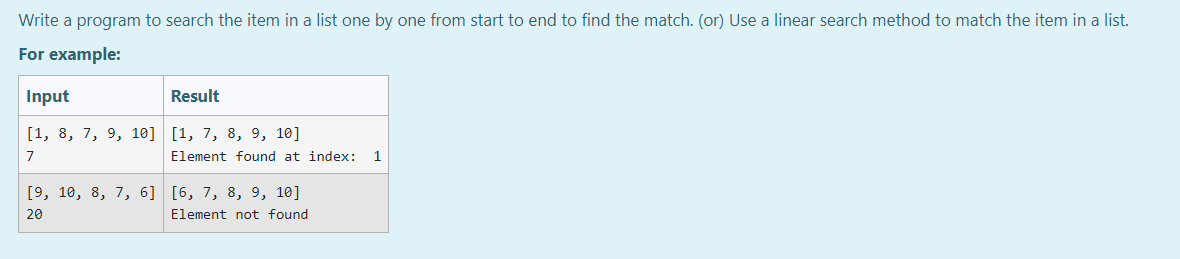 Write a program to search the item in a list one by one from start to end to find the match. (or) Use a linear search method to match the item in a list.
For example:
Input Result
[1, 8, 7, 9, 10] [1, 7, 8, 9, 10]
7 Element found at index:  1
[9, 10, 8, 7, 6] [6, 7, 8, 9, 10]
20 Element not found